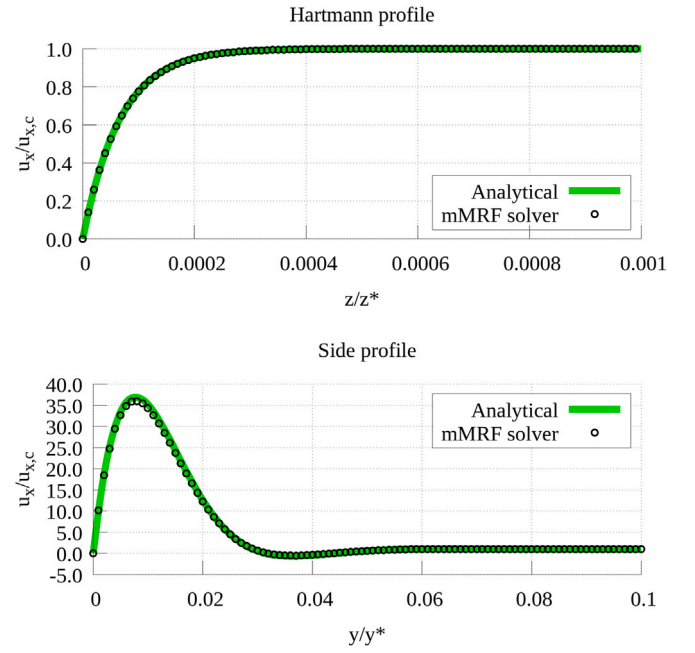 Hartmann profile
1.0
0.8
0.6
0.4
0.2
0.0
u_x/u_x,c
Analytical
mMRF solver
0 0.0002 0.0004 0.0006 0.0008 0.001
z/z*
Side profile
40.0
35.0
30.0
25.0
20.0
15.0
10.0
5.0
0.0
-5.0
u_x/u_x,c
Analytical
mMRF solver
0 0.02 0.04 0.06 0.08 0.1
y/y*